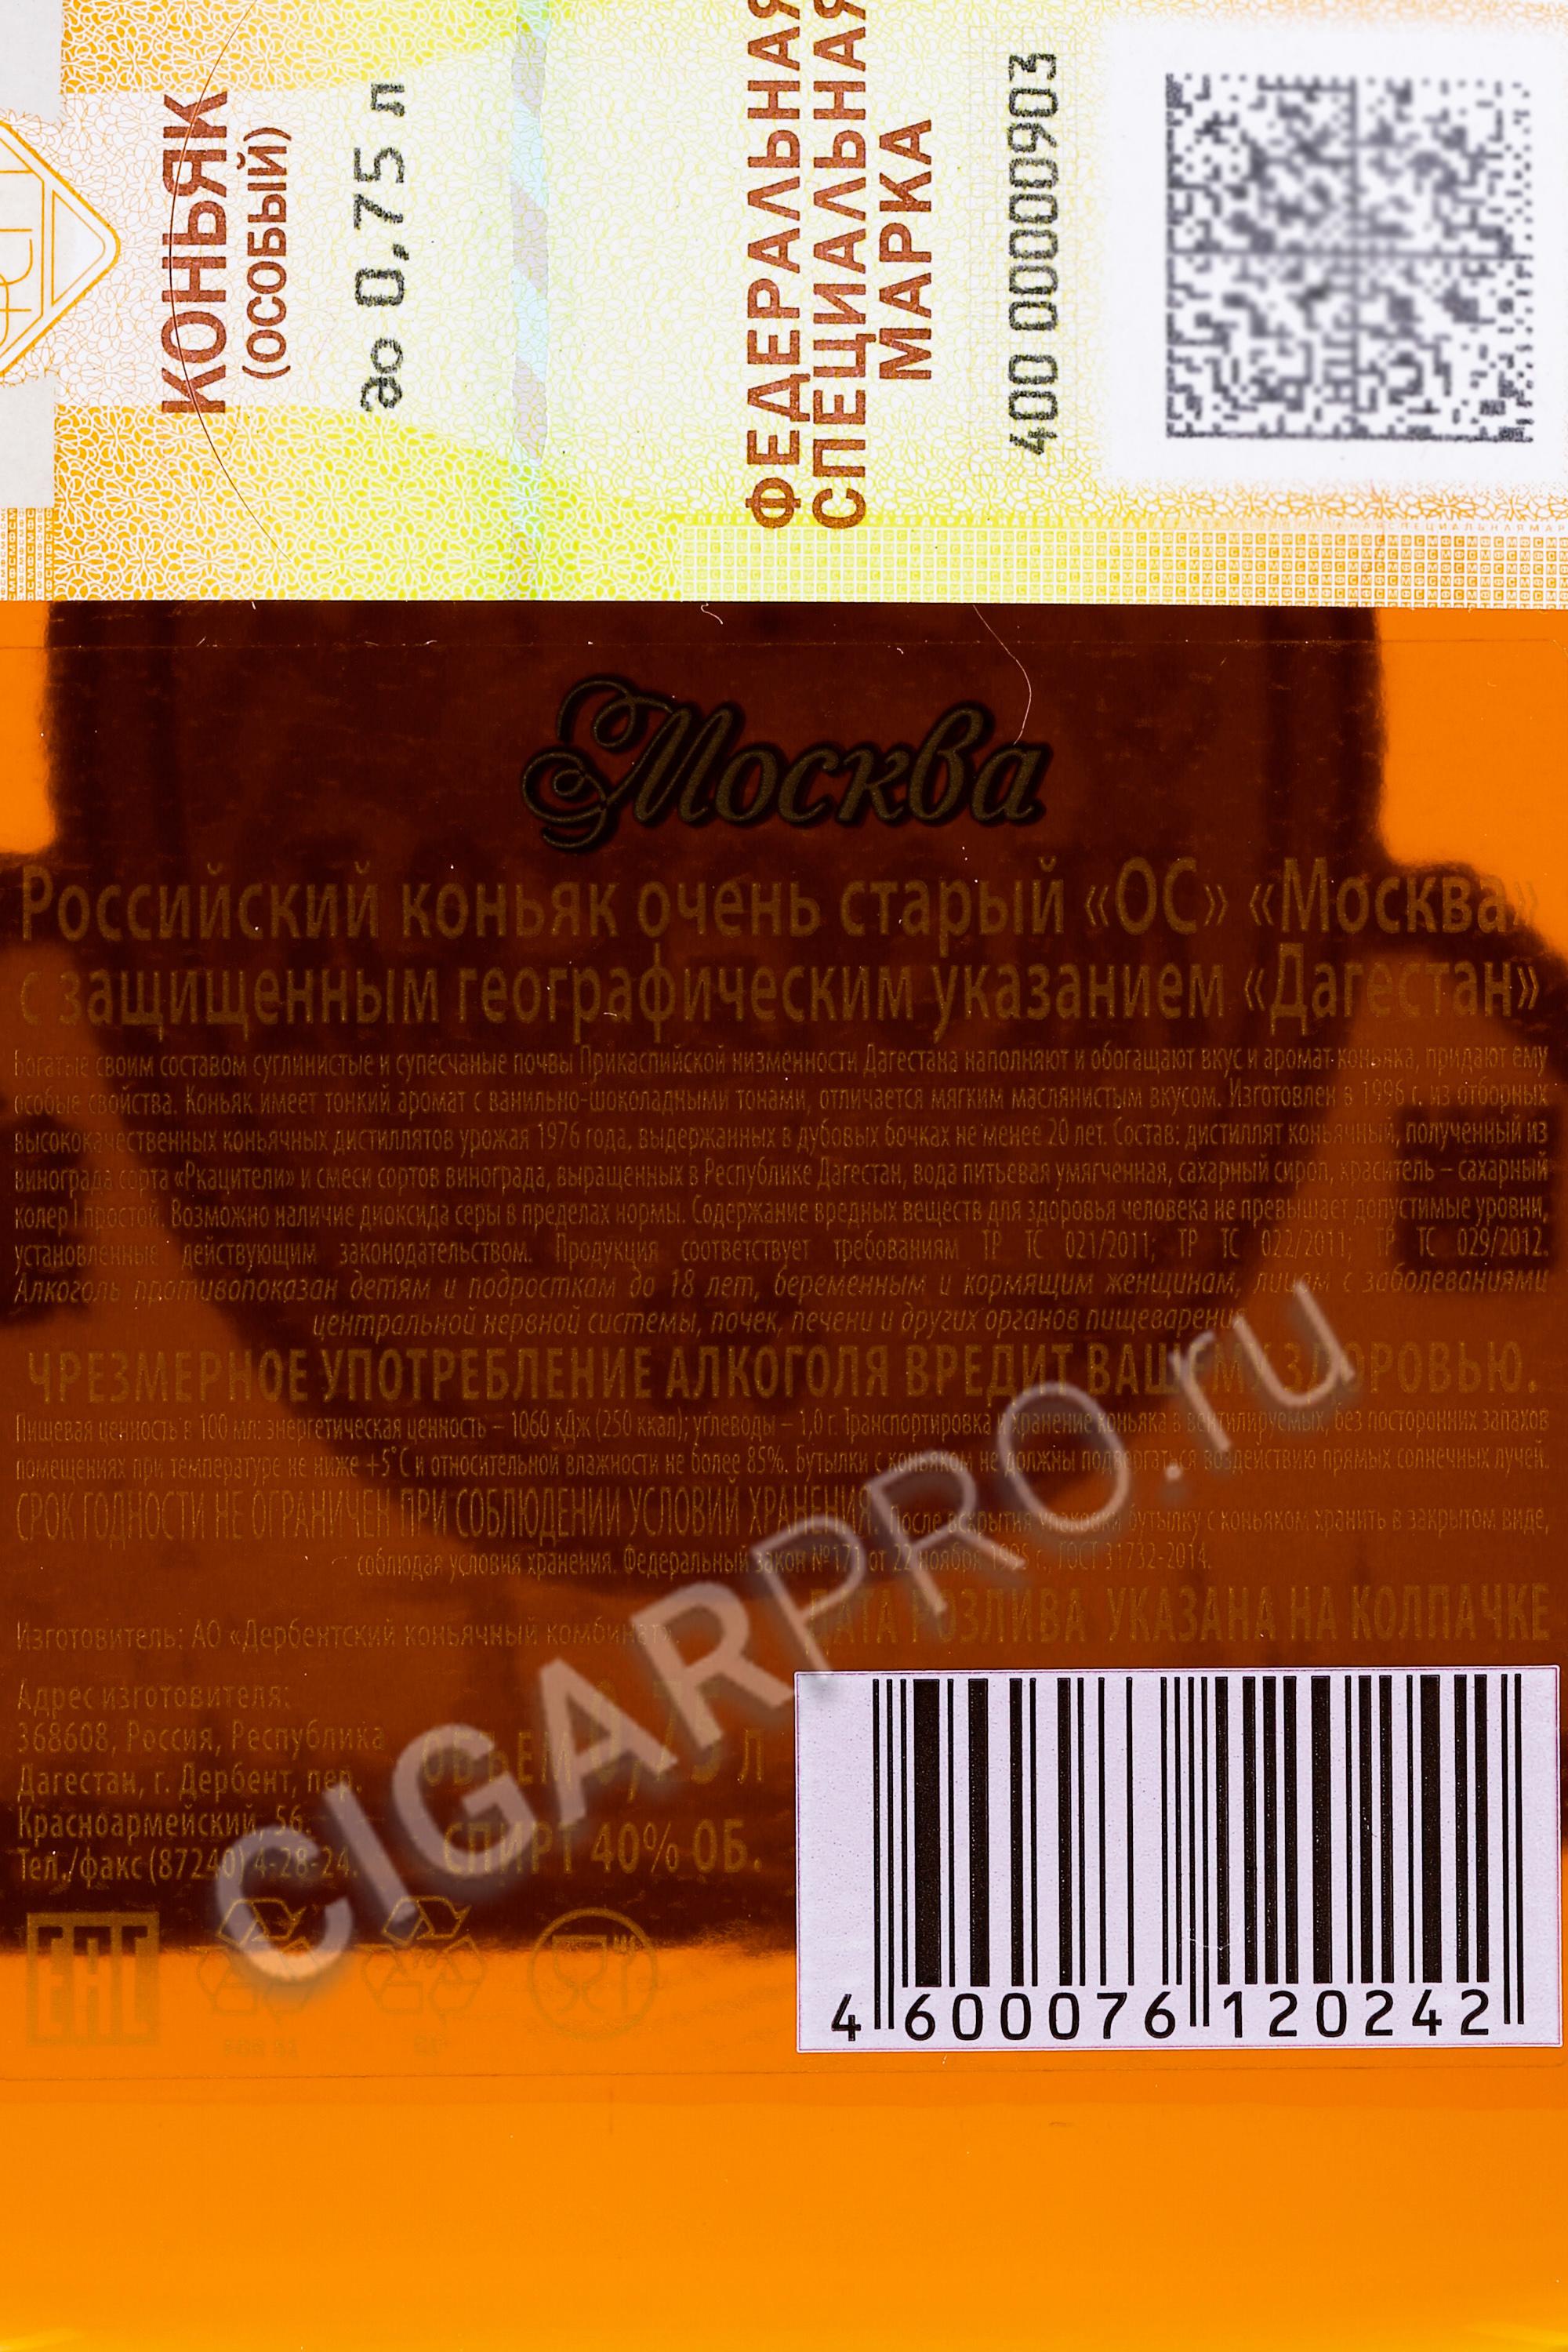 КОНЬЯК
(ОСОБЫЙ)
до 0,75 л
ФЕДЕРАЛЬНАЯ
СПЕЦИАЛЬНАЯ
МАРКА
400 00000903
Москва
Российский коньяк очень старый «ОС» «Москва»
с защищенным географическим указанием «Дагестан»
Богатые своим составом суглинистые и супесчаные почвы Прикаспийской низменности Дагестана наполняют и обогащают вкус и аромат коньяка, придают ему
особые свойства. Коньяк имеет тонкий аромат с ванильно-шоколадными тонами, отличается мягким маслянистым вкусом. Изготовлен в 1996 г. из отборных
высококачественных коньячных дистиллятов урожая 1976 года, выдержанных в дубовых бочках не менее 20 лет. Состав: дистиллят коньячный, полученный из
винограда сорта «Ркацители» и смеси сортов винограда, выращенных в Республике Дагестан, вода питьевая умягченная, сахарный сироп, краситель – сахарный
колер I простой. Возможно наличие диоксида серы в пределах нормы. Содержание вредных веществ для здоровья человека не превышает допустимые уровни,
установленные действующим законодательством. Продукция соответствует требованиям ТР ТС 021/2011; ТР ТС 022/2011; ТР ТС 029/2012.
Алкоголь противопоказан детям и подросткам до 18 лет, беременным и кормящим женщинам, лицам с заболеваниями
центральной нервной системы, почек, печени и других органов пищеварения
ЧРЕЗМЕРНОЕ УПОТРЕБЛЕНИЕ АЛКОГОЛЯ ВРЕДИТ ВАШЕМУ ЗДОРОВЬЮ.
Пищевая ценность в 100 мл: энергетическая ценность – 1060 кДж (250 ккал); углеводы – 1,0 г. Транспортировка и хранение коньяка в вентилируемых, без посторонних запахов
помещениях при температуре не ниже +5˚С и относительной влажности не более 85%. Бутылки с коньяком не должны подвергаться воздействию прямых солнечных лучей.
СРОК ГОДНОСТИ НЕ ОГРАНИЧЕН ПРИ СОБЛЮДЕНИИ УСЛОВИЙ ХРАНЕНИЯ. После вскрытия упаковки бутылку с коньяком хранить в закрытом виде,
соблюдая условия хранения. Федеральный закон №171 от 22 ноября 1995 г., ГОСТ 31732-2014.
ДАТА РОЗЛИВА УКАЗАНА НА КОЛПАЧКЕ
Изготовитель: АО «Дербентский коньячный комбинат».
Адрес изготовителя:
368608, Россия, Республика
Дагестан, г. Дербент, пер.
Красноармейский, 56.
Тел./факс (87240) 4-28-24.
ОБЪЕМ 0,75 Л
СПИРТ 40% ОБ.
EAC
4 600076 120242
CIGARPRO.ru